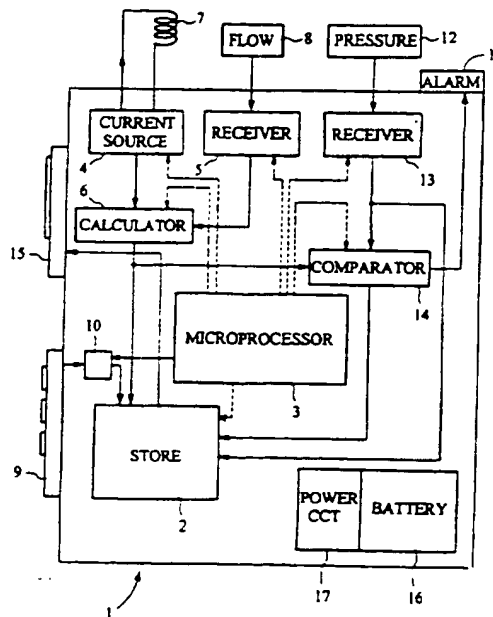 7
FLOW
8
PRESSURE
12
ALARM
CURRENT
SOURCE
4
RECEIVER
5
RECEIVER
13
6
CALCULATOR
15
COMPARATOR
14
10
MICROPROCESSOR
3
9
STORE
2
POWER
CCT
BATTERY
17
16
1